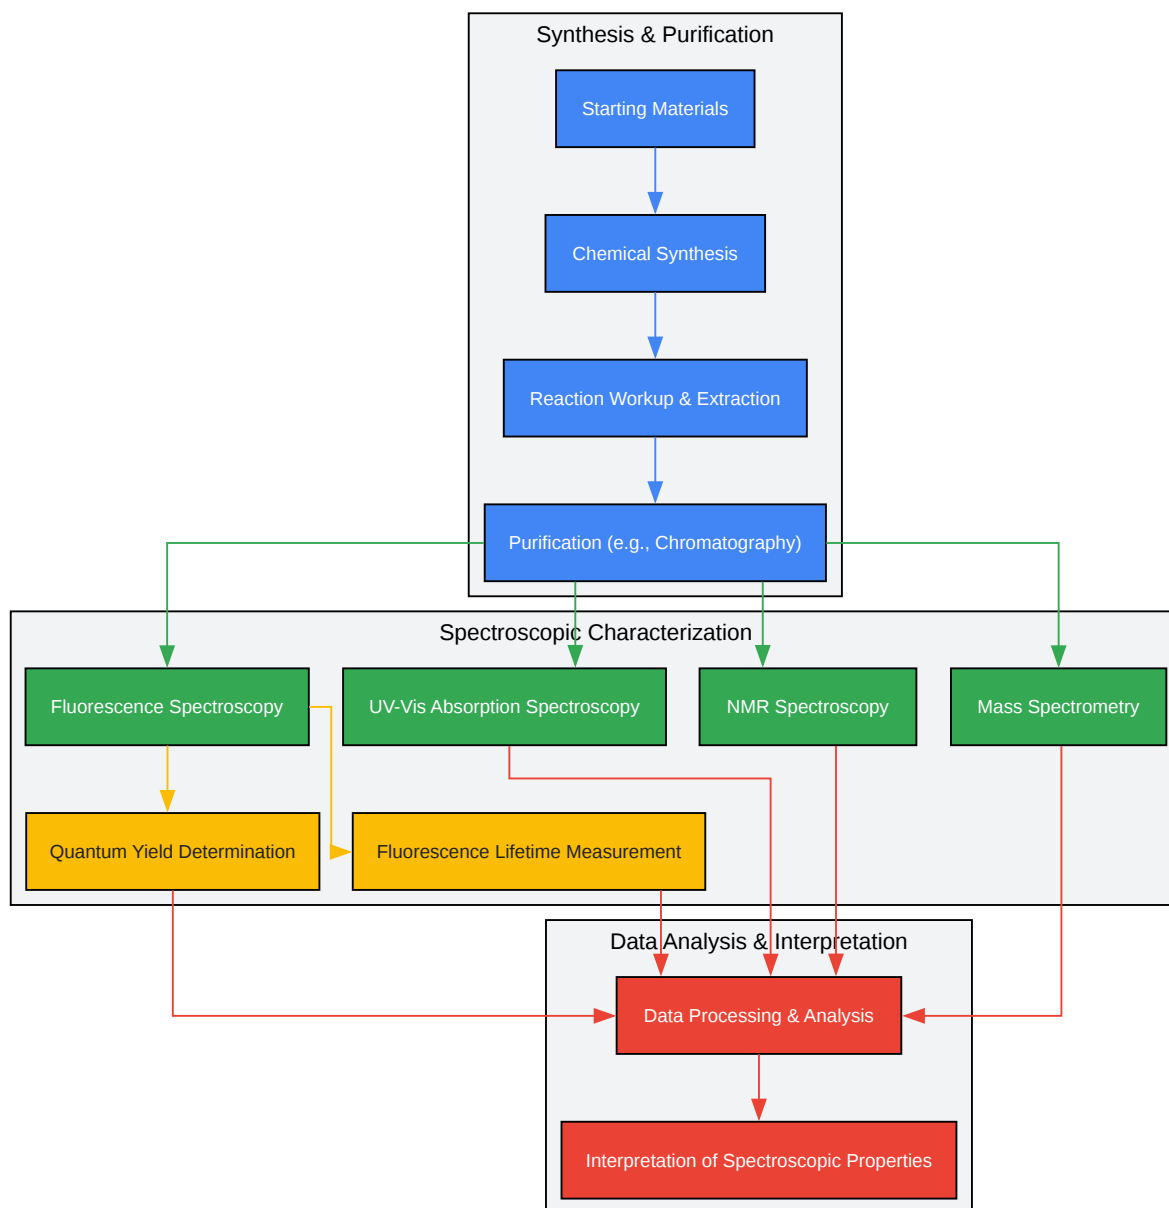 Synthesis & Purification
Starting Materials
Chemical Synthesis
Reaction Workup & Extraction
Purification (e.g., Chromatography)
Spectroscopic Characterization
Fluorescence Spectroscopy
UV-Vis Absorption Spectroscopy
NMR Spectroscopy
Mass Spectrometry
Quantum Yield Determination
Fluorescence Lifetime Measurement
Data Analysis & Interpretation
Data Processing & Analysis
Interpretation of Spectroscopic Properties